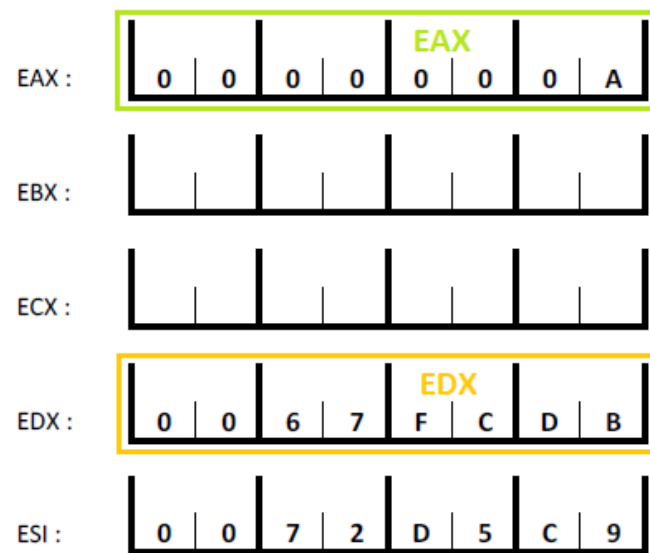 EAX
EAX : 0 0 0 0 0 0 0 A
EBX :
ECX :
EDX
EDX : 0 0 6 7 F C D B
ESI : 0 0 7 2 D 5 C 9